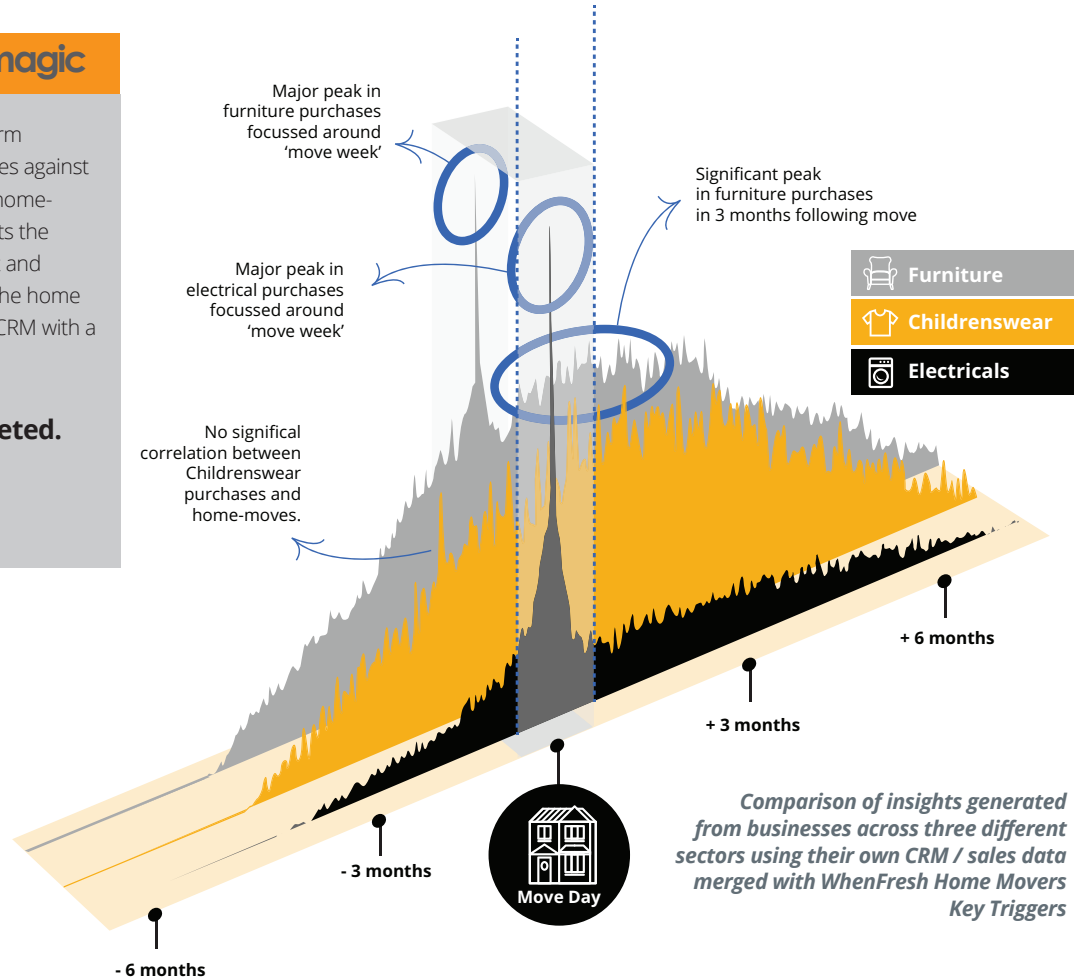 magic
es against
home-
ts the
and
he home
CRM with a
eted.
Major peak in
furniture purchases
focussed around
‘move week’
Significant peak
in furniture purchases
in 3 months following move
Major peak in
electrical purchases
focussed around
‘move week’
Furniture
Childrenswear
Electricals
No significal
correlation between
Childrenswear
purchases and
home-moves.
+ 6 months
+ 3 months
Move Day
- 3 months
- 6 months
Comparison of insights generated
from businesses across three different
sectors using their own CRM / sales data
merged with WhenFresh Home Movers
Key Triggers